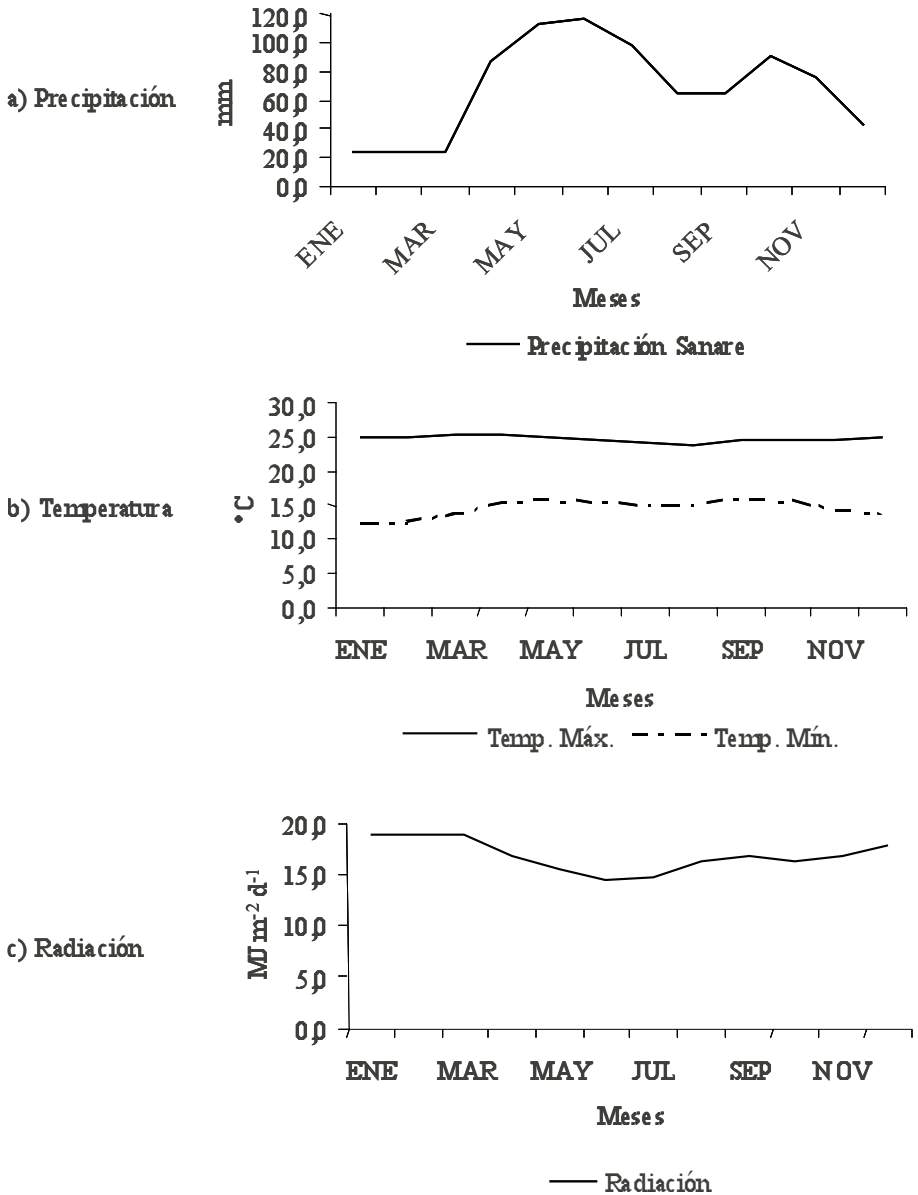 a) Precipitación
mm
120,0
100,0
80,0
60,0
40,0
20,0
0,0
ENE MAR MAY JUL SEP NOV
Meses
Precipitación Sanare
b) Temperatura
°C
30,0
25,0
20,0
15,0
10,0
5,0
0,0
ENE MAR MAY JUL SEP NOV
Meses
Temp. Máx. Temp. Mín.
c) Radiación
MJ m-2 d-1
20,0
15,0
10,0
5,0
0,0
ENE MAR MAY JUL SEP NOV
Meses
Radiación